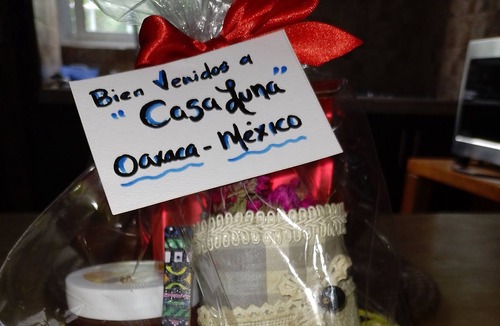 Bien Venidos a
"Casa Luna"
Oaxaca - México